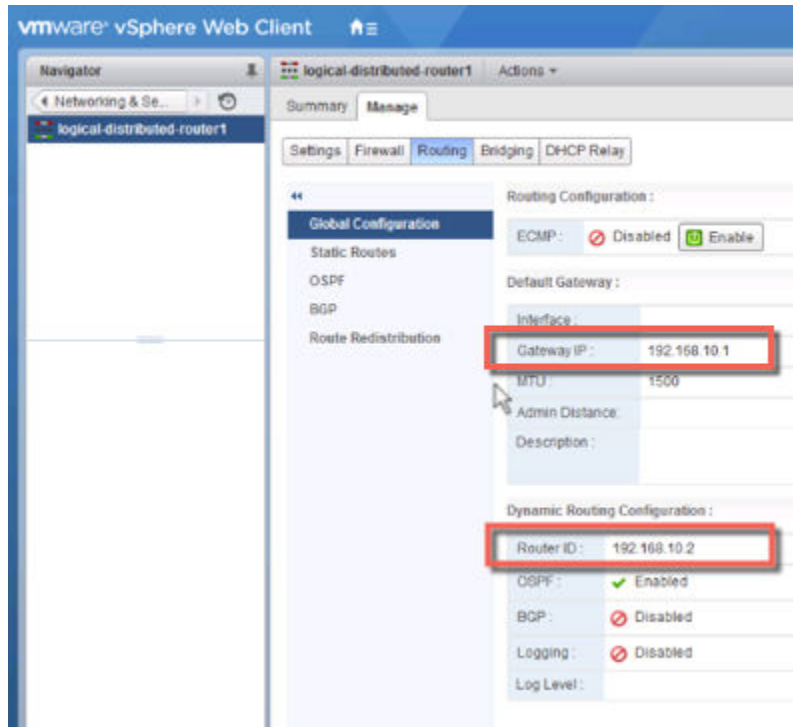 vmware® vSphere Web Client
Navigator
Networking & Se...
logical-distributed-router1
logical-distributed-router1 Actions
Summary Manage
Settings Firewall Routing Bridging DHCP Relay
Global Configuration
Static Routes
OSPF
BGP
Route Redistribution
Routing Configuration :
ECMP : Disabled Enable
Default Gateway :
Interface :
Gateway IP : 192.168.10.1
MTU : 1500
Admin Distance:
Description :
Dynamic Routing Configuration :
Router ID : 192.168.10.2
OSPF : Enabled
BGP : Disabled
Logging : Disabled
Log Level :